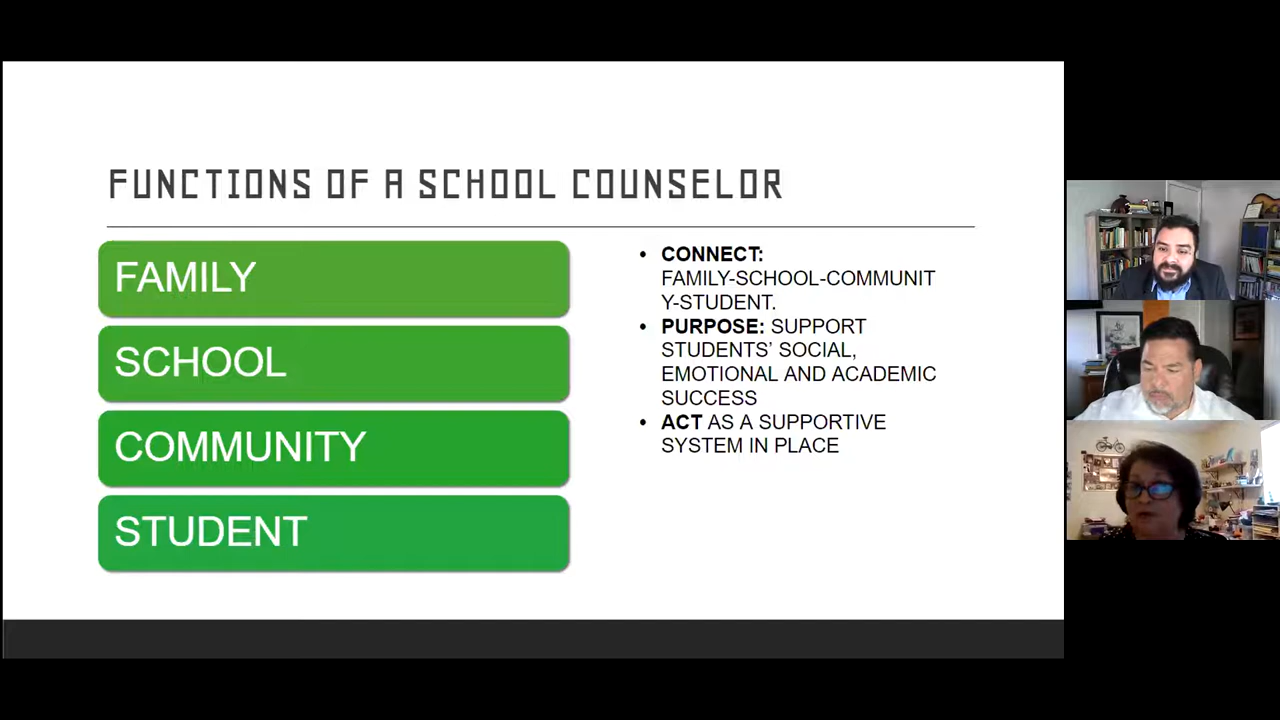 FUNCTIONS OF A SCHOOL COUNSELOR
FAMILY
SCHOOL
COMMUNITY
STUDENT
• CONNECT:
FAMILY-SCHOOL-COMMUNIT
Y-STUDENT.
• PURPOSE: SUPPORT
STUDENTS’ SOCIAL,
EMOTIONAL AND ACADEMIC
SUCCESS
• ACT AS A SUPPORTIVE
SYSTEM IN PLACE